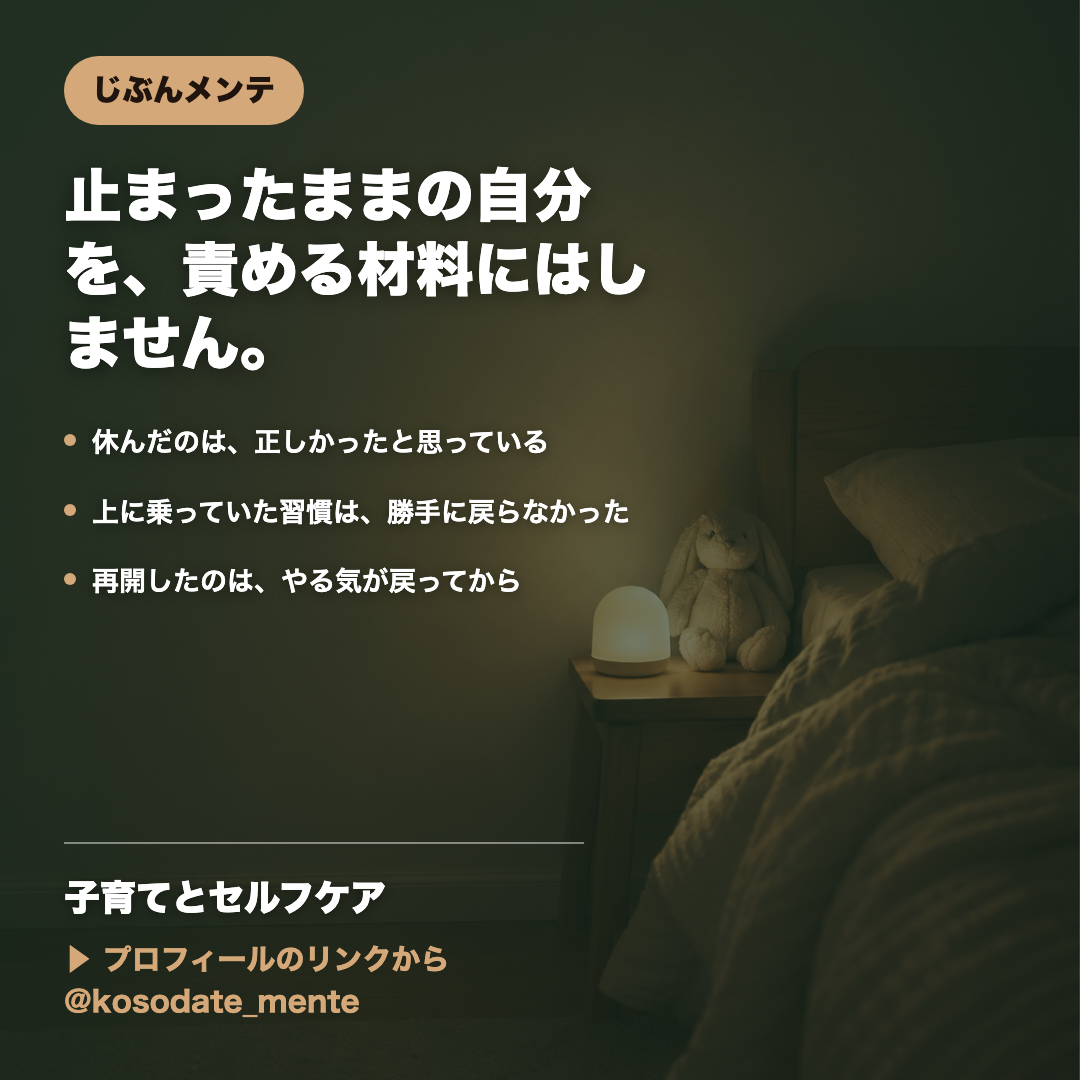 じぶんメンテ
止まったままの自分
を、責める材料にはし
ません。
休んだのは、正しかったと思っている
上に乗っていた習慣は、勝手に戻らなかった
再開したのは、やる気が戻ってから
子育てとセルフケア
▶ プロフィールのリンクから
@kosodate_mente